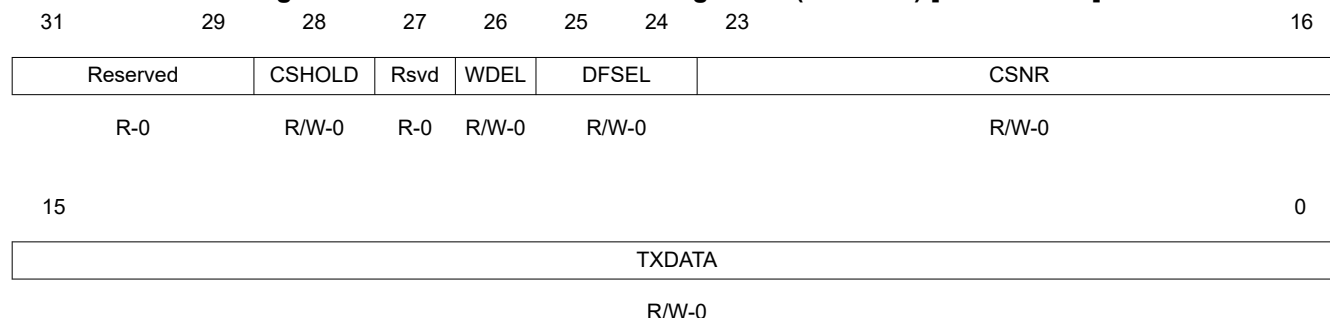 31 29 28 27 26 25 24 23 16
Reserved CSHOLD Rsvd WDEL DFSEL CSNR
R-0 R/W-0 R-0 R/W-0 R/W-0 R/W-0
15 0
TXDATA
R/W-0